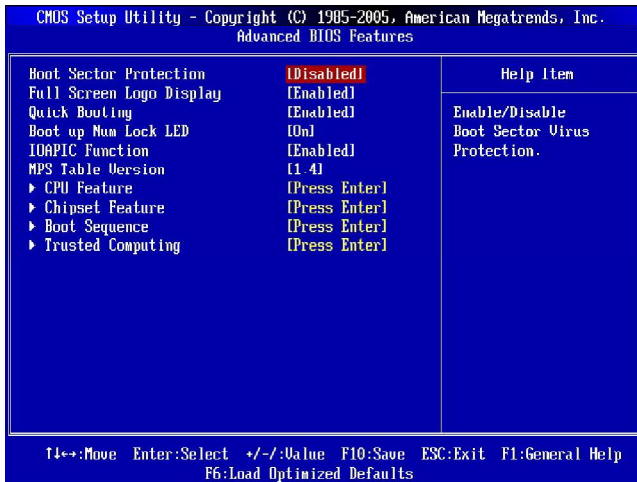 CMOS Setup Utility - Copyright (C) 1985-2005, American Megatrends, Inc.
Advanced BIOS Features
Boot Sector Protection [Disabled]
Full Screen Logo Display [Enabled]
Quick Booting [Enabled]
Boot up Num Lock LED [On]
IOAPIC Function [Enabled]
MPS Table Version [1.4]
▶ CPU Feature [Press Enter]
▶ Chipset Feature [Press Enter]
▶ Boot Sequence [Press Enter]
▶ Trusted Computing [Press Enter]
Help Item
Enable/Disable
Boot Sector Virus
Protection.
↑↓←→:Move Enter:Select +/-/:Value F10:Save ESC:Exit F1:General Help
F6:Load Optimized Defaults